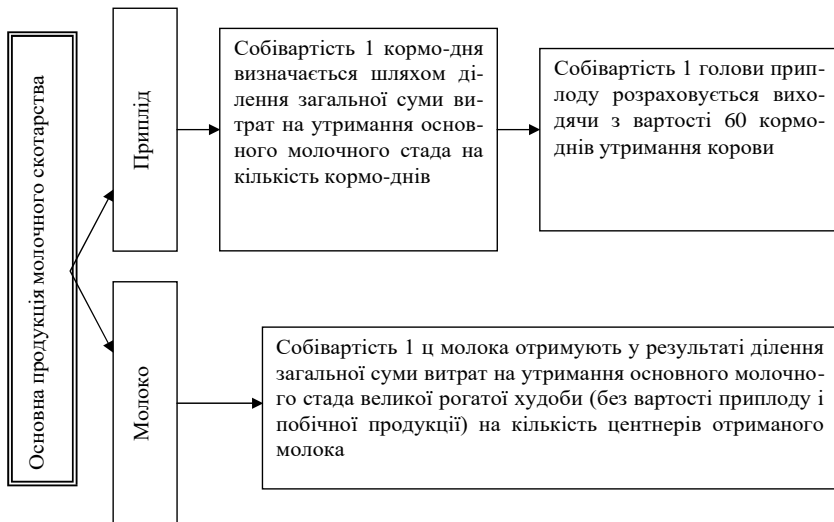 Основна продукція молочного скотарства
Приплід
Собівартість 1 кормо-дня
визначається шляхом ді-
лення загальної суми ви-
трат на утримання основ-
ного молочного стада на
кількість кормо-днів
Собівартість 1 голови прип-
лоду розраховується вихо-
дячи з вартості 60 кормо-
днів утримання корови
Молоко
Собівартість 1 ц молока отримують у результаті ділення
загальної суми витрат на утримання основного молочно-
го стада великої рогатої худоби (без вартості приплоду і
побічної продукції) на кількість центнерів отриманого
молока